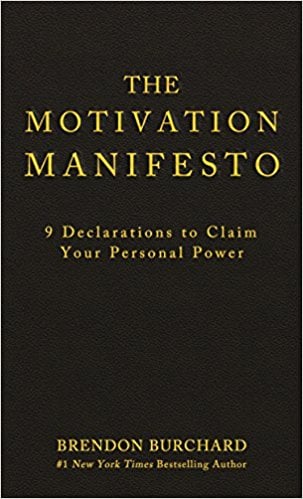 THE
MOTIVATION
MANIFESTO
9 Declarations to Claim
Your Personal Power
BRENDON BURCHARD
#1 New York Times Bestselling Author